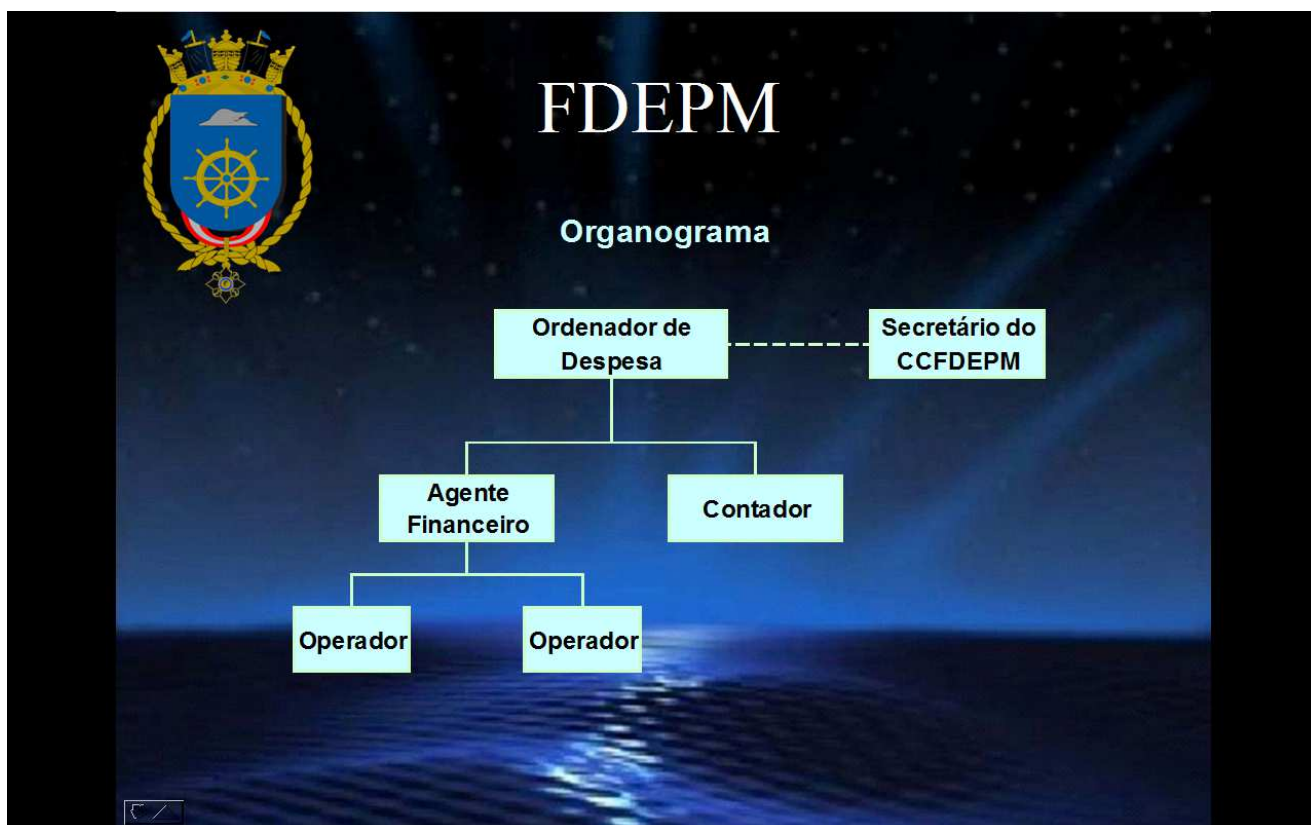 FDEPM
Organograma
Ordenador de
Despesa
Secretário do
CCFDEPM
Agente
Financeiro
Contador
Operador
Operador